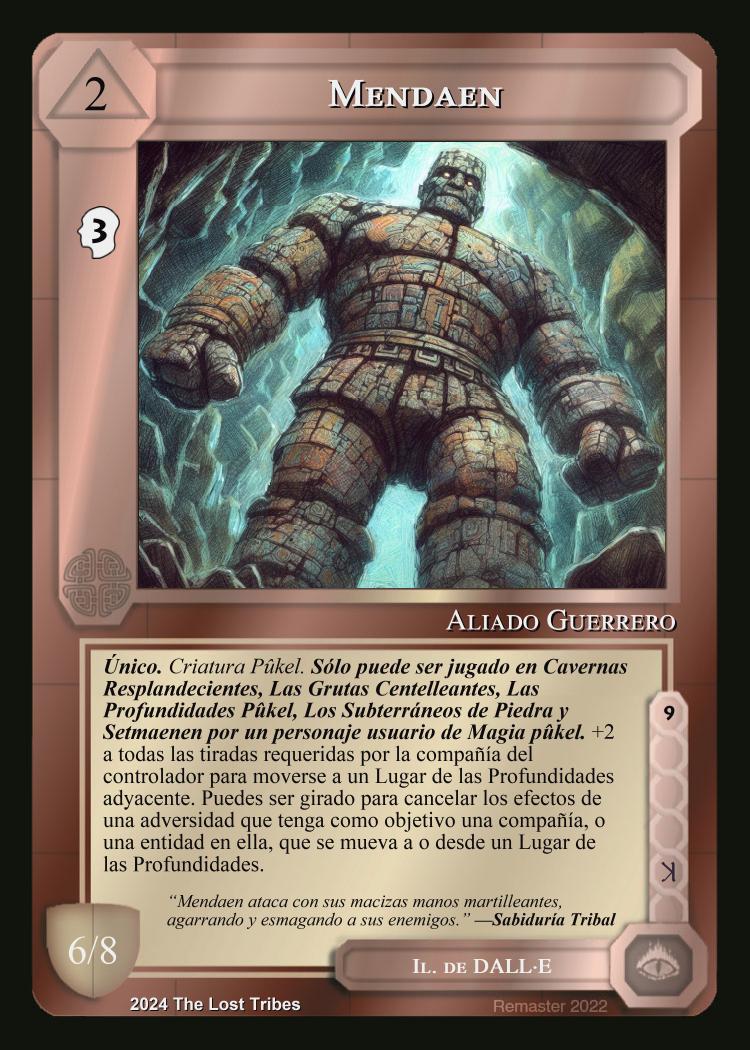 2
Mendaen
3
Aliado Guerrero
Único. Criatura Pûkel. Sólo puede ser jugado en Cavernas
Resplandecientes, Las Grutas Centelleantes, Las
Profundidades Pûkel, Los Subterráneos de Piedra y
Setmaenen por un personaje usuario de Magia pûkel. +2
a todas las tiradas requeridas por la compañía del
controlador para moverse a un Lugar de las Profundidades
adyacente. Puedes ser girado para cancelar los efectos de
una adversidad que tenga como objetivo una compañía, o
una entidad en ella, que se mueva a o desde un Lugar de
las Profundidades.
9
“Mendaen ataca con sus macizas manos martilleantes,
agarrando y esmagando a sus enemigos.” —Sabiduría Tribal
6/8
Il. de DALL·E
2024 The Lost Tribes
Remaster 2022